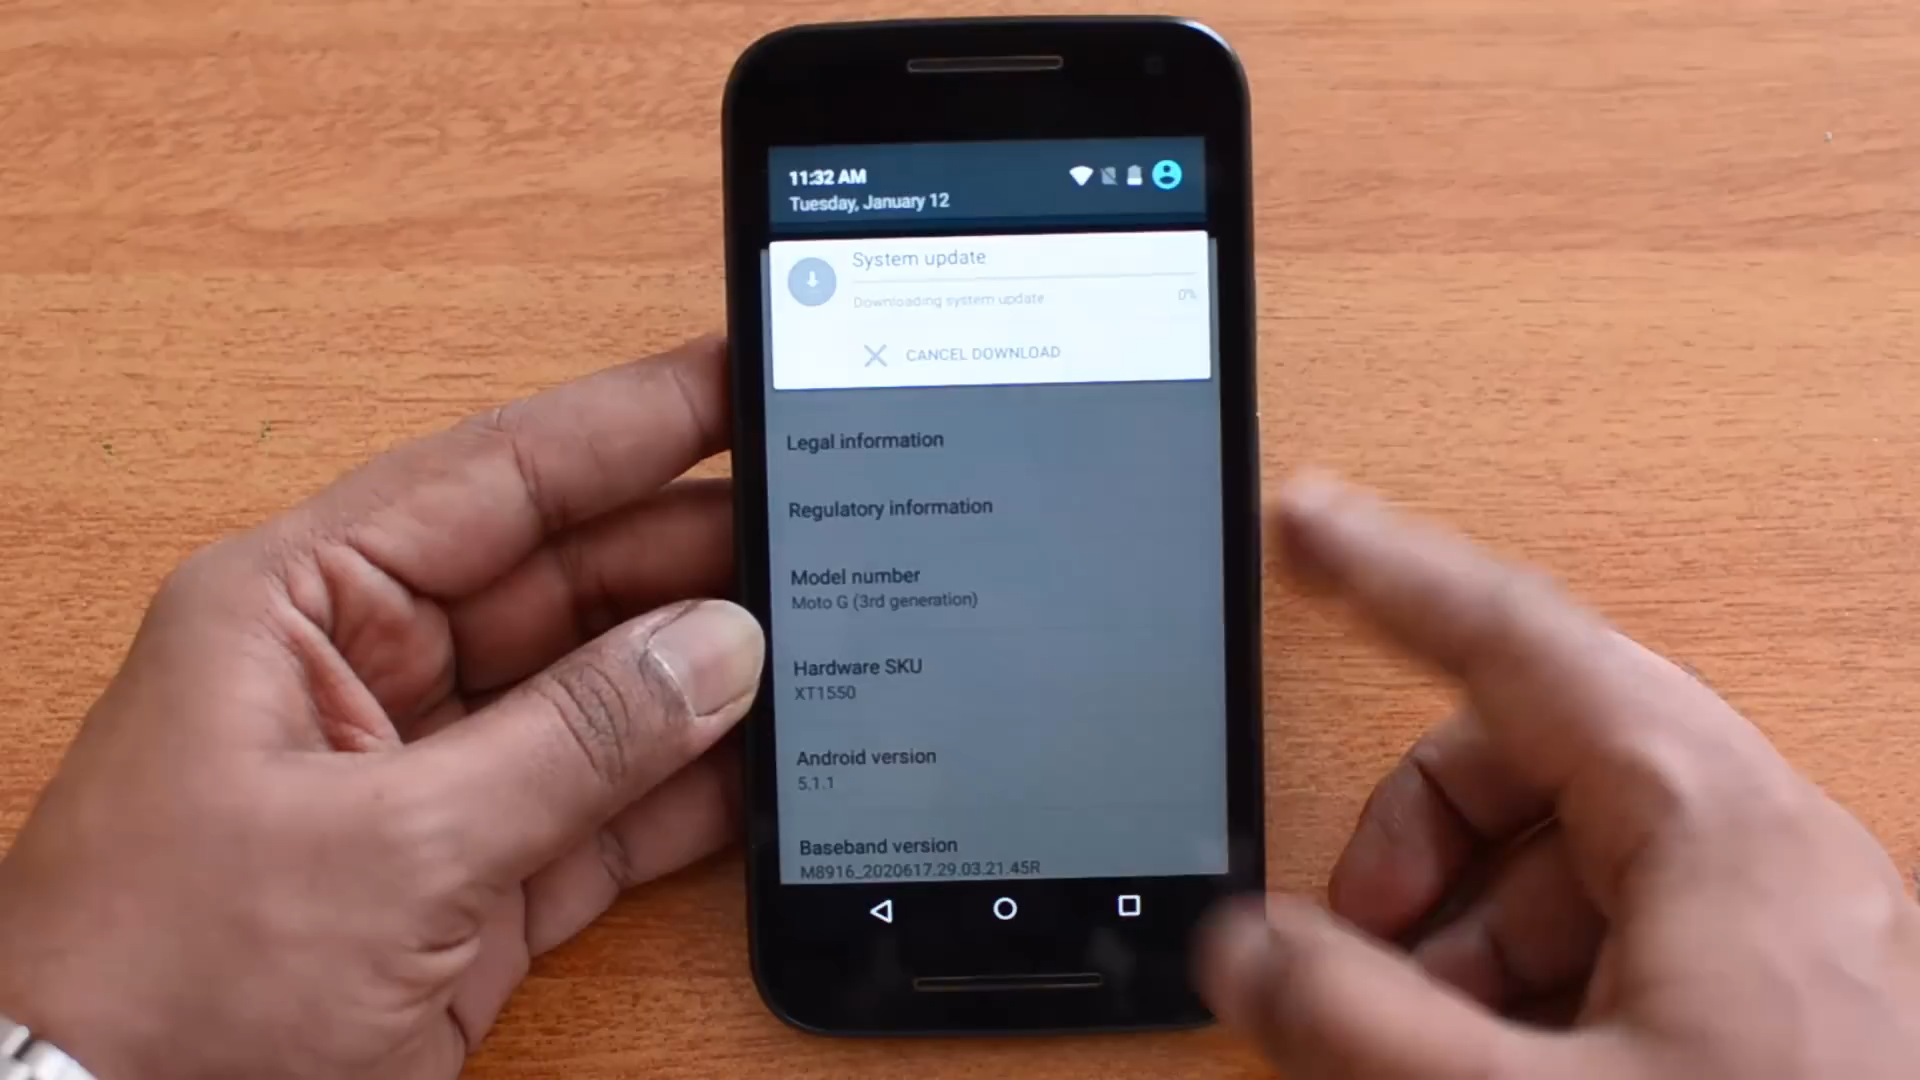 11:32 AM
Tuesday, January 12
System update
Downloading system update 0%
CANCEL DOWNLOAD
Legal information
Regulatory information
Model number
Moto G (3rd generation)
Hardware SKU
XT1550
Android version
5.1.1
Baseband version
M8916_2020617.29.03.21.45R